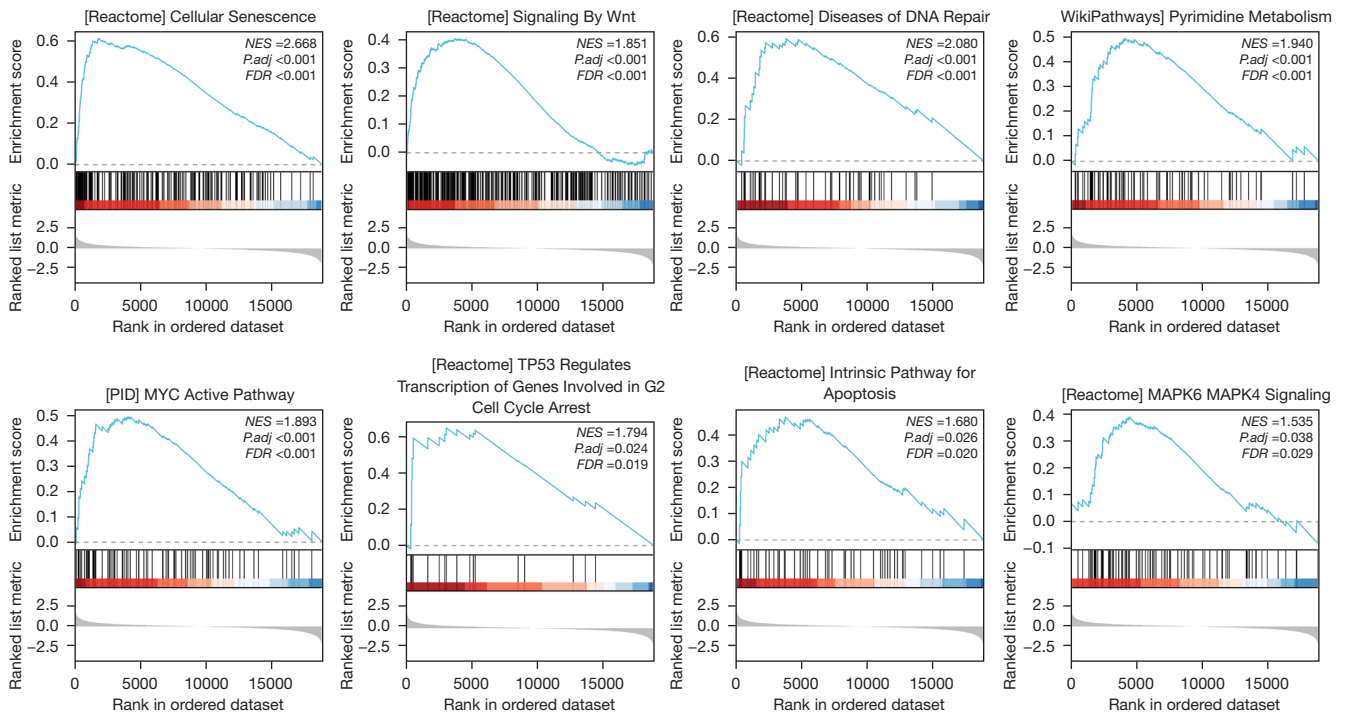 [Reactome] Cellular Senescence
NES =2.668
P.adj <0.001
FDR <0.001
Enrichment score
0.6
0.4
0.2
0.0
Ranked list metric
2.5
0.0
−2.5
0 5000 10000 15000
Rank in ordered dataset
[Reactome] Signaling By Wnt
NES =1.851
P.adj <0.001
FDR <0.001
Enrichment score
0.4
0.3
0.2
0.1
0.0
Ranked list metric
2.5
0.0
−2.5
0 5000 10000 15000
Rank in ordered dataset
[Reactome] Diseases of DNA Repair
NES =2.080
P.adj <0.001
FDR <0.001
Enrichment score
0.6
0.4
0.2
0.0
Ranked list metric
2.5
0.0
−2.5
0 5000 10000 15000
Rank in ordered dataset
WikiPathways] Pyrimidine Metabolism
NES =1.940
P.adj <0.001
FDR <0.001
Enrichment score
0.5
0.4
0.3
0.2
0.1
0.0
Ranked list metric
2.5
0.0
−2.5
0 5000 10000 15000
Rank in ordered dataset
[PID] MYC Active Pathway
NES =1.893
P.adj <0.001
FDR <0.001
Enrichment score
0.5
0.4
0.3
0.2
0.1
0.0
Ranked list metric
2.5
0.0
−2.5
0 5000 10000 15000
Rank in ordered dataset
[Reactome] TP53 Regulates
Transcription of Genes Involved in G2
Cell Cycle Arrest
NES =1.794
P.adj =0.024
FDR =0.019
Enrichment score
0.6
0.4
0.2
0.0
Ranked list metric
2.5
0.0
−2.5
0 5000 10000 15000
Rank in ordered dataset
[Reactome] Intrinsic Pathway for
Apoptosis
NES =1.680
P.adj =0.026
FDR =0.020
Enrichment score
0.4
0.3
0.2
0.1
0.0
Ranked list metric
2.5
0.0
−2.5
0 5000 10000 15000
Rank in ordered dataset
[Reactome] MAPK6 MAPK4 Signaling
NES =1.535
P.adj =0.038
FDR =0.029
Enrichment score
0.4
0.3
0.2
0.1
0.0
−0.1
Ranked list metric
2.5
0.0
−2.5
0 5000 10000 15000
Rank in ordered dataset